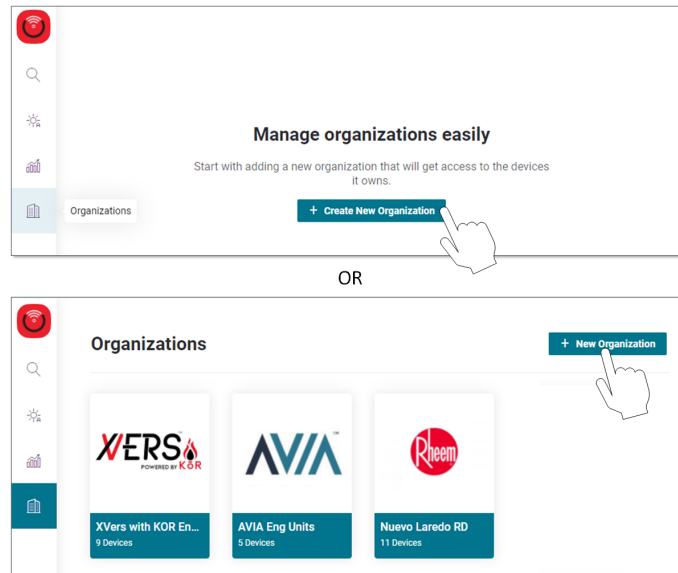 Manage organizations easily
Start with adding a new organization that will get access to the devices
it owns.
Organizations
+ Create New Organization
OR
Organizations
+ New Organization
XVERS
POWERED BY KŌR
AVIA
Rheem
XVers with KOR En...
9 Devices
AVIA Eng Units
5 Devices
Nuevo Laredo RD
11 Devices